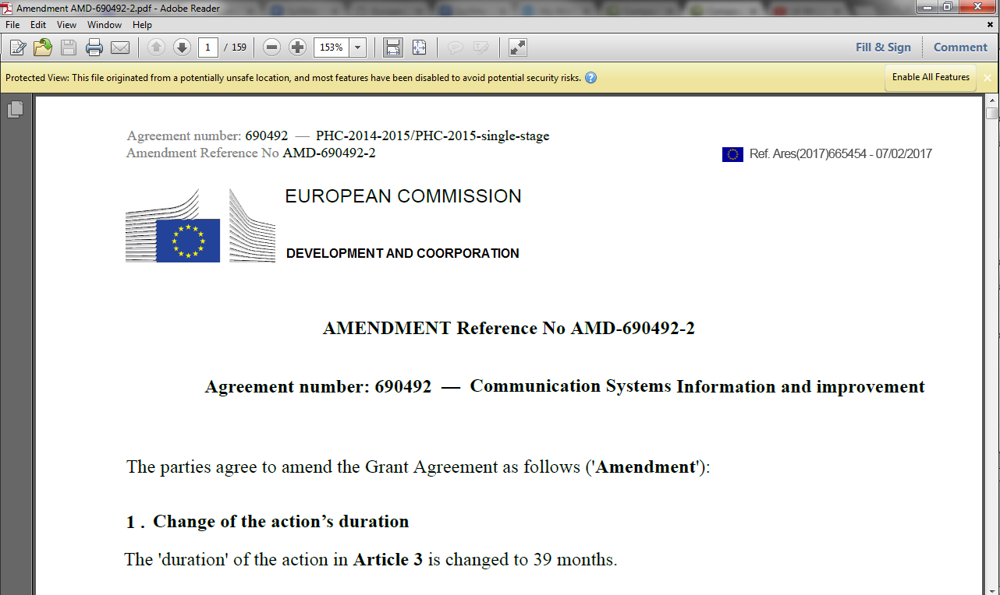 Amendment AMD-690492-2.pdf - Adobe Reader
File Edit View Window Help
1 / 159 153% Fill & Sign Comment
Protected View: This file originated from a potentially unsafe location, and most features have been disabled to avoid potential security risks. ? Enable All Features
Agreement number: 690492 — PHC-2014-2015/PHC-2015-single-stage
Amendment Reference No AMD-690492-2
Ref. Ares(2017)665454 - 07/02/2017
EUROPEAN COMMISSION
DEVELOPMENT AND COORPORATION
AMENDMENT Reference No AMD-690492-2
Agreement number: 690492 — Communication Systems Information and improvement
The parties agree to amend the Grant Agreement as follows ('Amendment'):
1 . Change of the action’s duration
The 'duration' of the action in Article 3 is changed to 39 months.